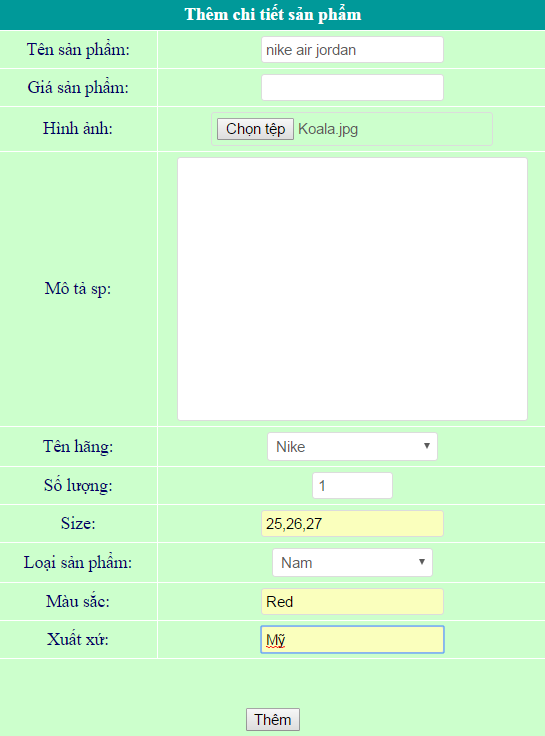 Thêm chi tiết sản phẩm
Tên sản phẩm: nike air jordan
Giá sản phẩm:
Hình ảnh: Chọn tệp Koala.jpg
Mô tả sp:
Tên hãng: Nike
Số lượng: 1
Size: 25,26,27
Loại sản phẩm: Nam
Màu sắc: Red
Xuất xứ: Mỹ
Thêm